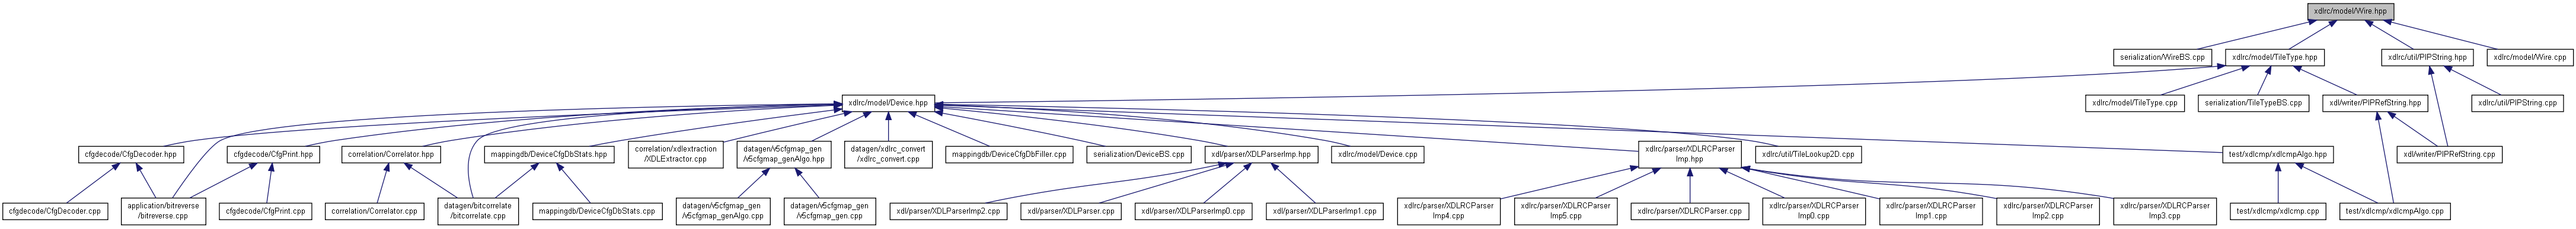 xdlrc/model/Wire.hpp
serialization/WireBS.cpp
xdlrc/model/TileType.hpp
xdlrc/util/PIPString.hpp
xdlrc/model/Wire.cpp
xdlrc/model/Device.hpp
xdlrc/model/TileType.cpp
serialization/TileTypeBS.cpp
xdl/writer/PIPRefString.hpp
xdlrc/util/PIPString.cpp
cfgdecode/CfgDecoder.hpp
cfgdecode/CfgPrint.hpp
correlation/Correlator.hpp
mappingdb/DeviceCfgDbStats.hpp
correlation/xdlextraction
/XDLExtractor.cpp
datagen/v5cfgmap_gen
/v5cfgmap_genAlgo.hpp
datagen/xdlrc_convert
/xdlrc_convert.cpp
mappingdb/DeviceCfgDbFiller.cpp
serialization/DeviceBS.cpp
xdl/parser/XDLParserImp.hpp
xdlrc/model/Device.cpp
xdlrc/parser/XDLRCParser
Imp.hpp
xdlrc/util/TileLookup2D.cpp
test/xdlcmp/xdlcmpAlgo.hpp
xdl/writer/PIPRefString.cpp
cfgdecode/CfgDecoder.cpp
application/bitreverse
/bitreverse.cpp
cfgdecode/CfgPrint.cpp
correlation/Correlator.cpp
datagen/bitcorrelate
/bitcorrelate.cpp
mappingdb/DeviceCfgDbStats.cpp
datagen/v5cfgmap_gen
/v5cfgmap_genAlgo.cpp
datagen/v5cfgmap_gen
/v5cfgmap_gen.cpp
xdl/parser/XDLParserImp2.cpp
xdl/parser/XDLParser.cpp
xdl/parser/XDLParserImp0.cpp
xdl/parser/XDLParserImp1.cpp
xdlrc/parser/XDLRCParser
Imp4.cpp
xdlrc/parser/XDLRCParser
Imp5.cpp
xdlrc/parser/XDLRCParser.cpp
xdlrc/parser/XDLRCParser
Imp0.cpp
xdlrc/parser/XDLRCParser
Imp1.cpp
xdlrc/parser/XDLRCParser
Imp2.cpp
xdlrc/parser/XDLRCParser
Imp3.cpp
test/xdlcmp/xdlcmp.cpp
test/xdlcmp/xdlcmpAlgo.cpp